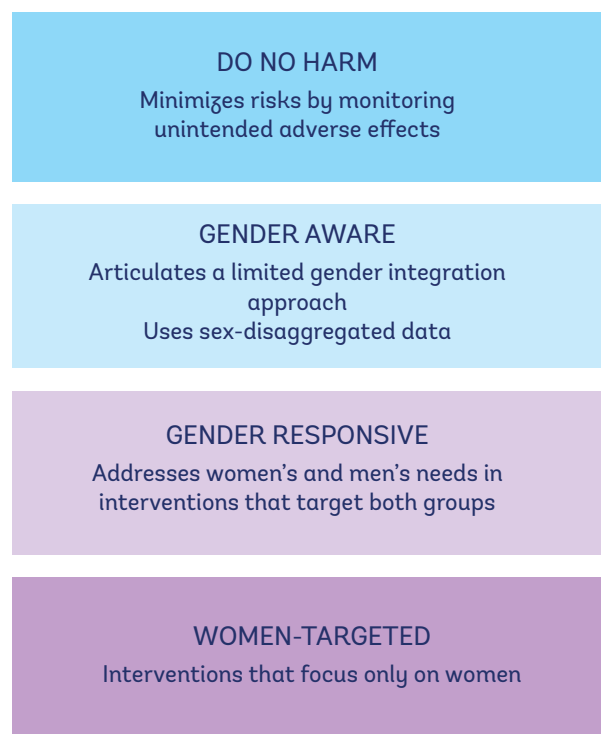 DO NO HARM
Minimizes risks by monitoring
unintended adverse effects
GENDER AWARE
Articulates a limited gender integration
approach
Uses sex-disaggregated data
GENDER RESPONSIVE
Addresses women’s and men’s needs in
interventions that target both groups
WOMEN-TARGETED
Interventions that focus only on women